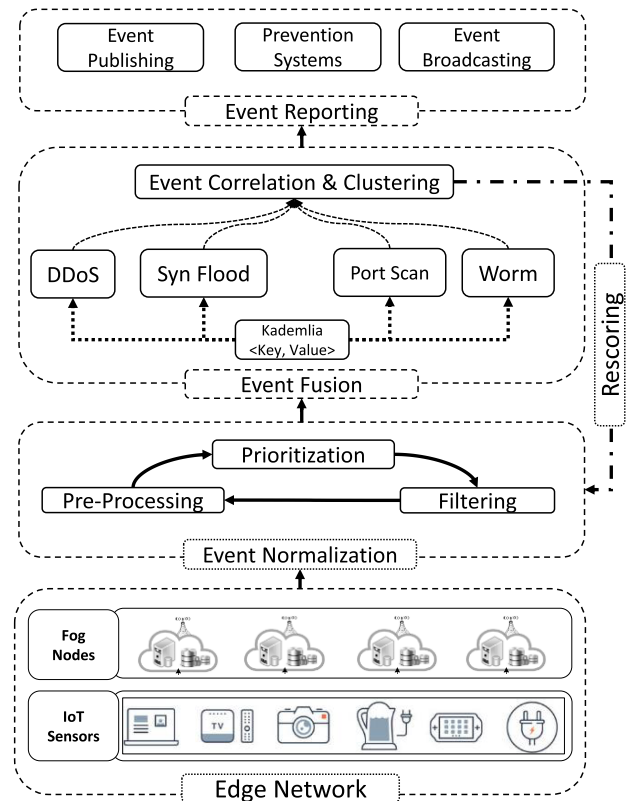 Event
Publishing
Prevention
Systems
Event
Broadcasting
Event Reporting
Event Correlation & Clustering
DDoS
Syn Flood
Port Scan
Worm
Kademlia
<Key, Value>
Event Fusion
Rescoring
Prioritization
Pre-Processing
Filtering
Event Normalization
Fog
Nodes
IoT
Sensors
TV
Edge Network